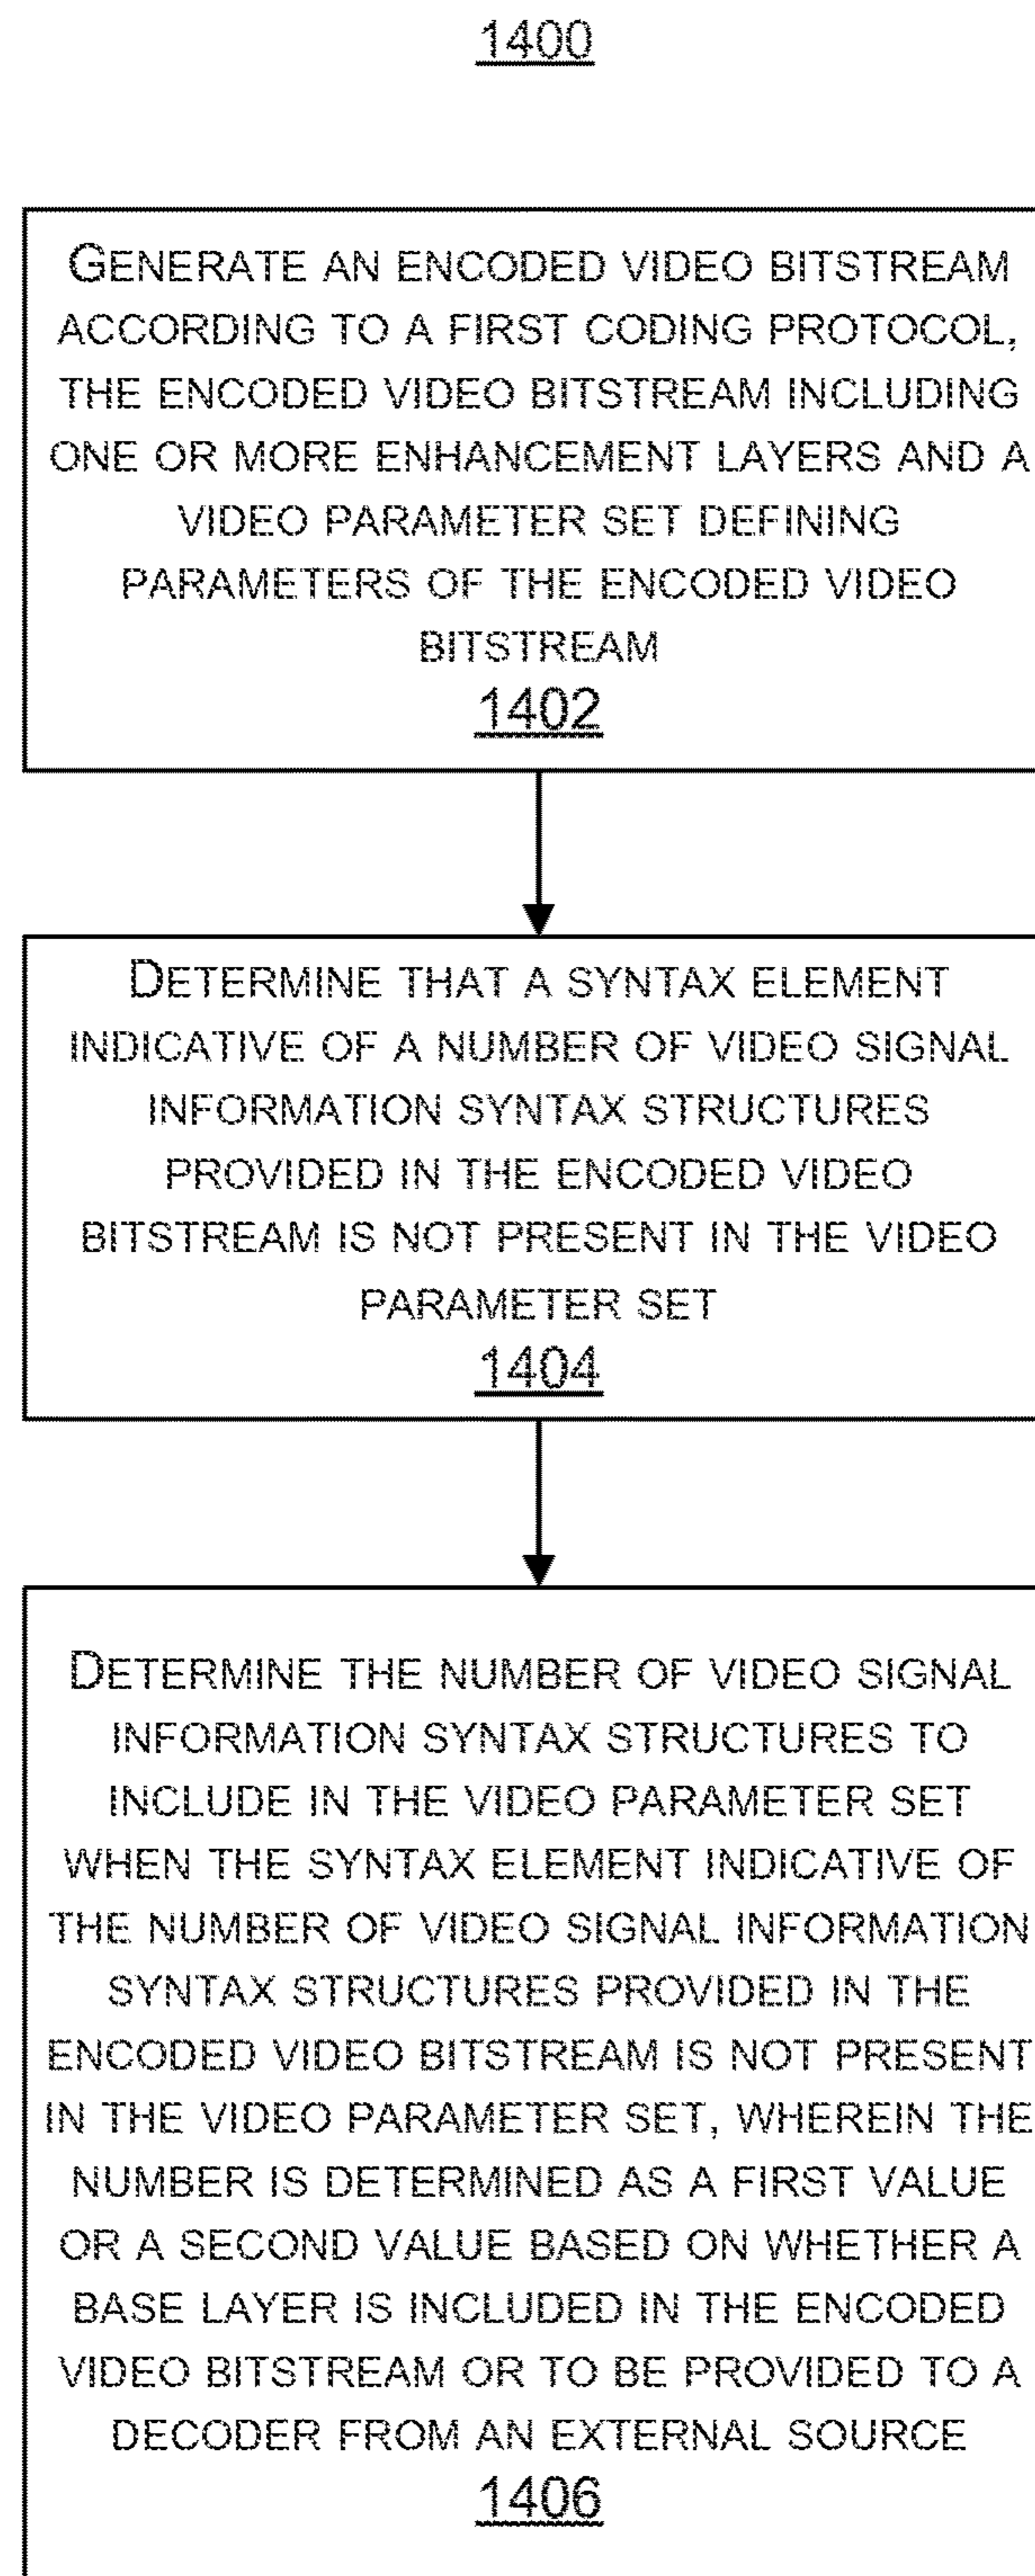 1400
GENERATE AN ENCODED VIDEO BITSTREAM
ACCORDING TO A FIRST CODING PROTOCOL,
THE ENCODED VIDEO BITSTREAM INCLUDING
ONE OR MORE ENHANCEMENT LAYERS AND A
VIDEO PARAMETER SET DEFINING
PARAMETERS OF THE ENCODED VIDEO
BITSTREAM
1402
DETERMINE THAT A SYNTAX ELEMENT
INDICATIVE OF A NUMBER OF VIDEO SIGNAL
INFORMATION SYNTAX STRUCTURES
PROVIDED IN THE ENCODED VIDEO
BITSTREAM IS NOT PRESENT IN THE VIDEO
PARAMETER SET
1404
DETERMINE THE NUMBER OF VIDEO SIGNAL
INFORMATION SYNTAX STRUCTURES TO
INCLUDE IN THE VIDEO PARAMETER SET
WHEN THE SYNTAX ELEMENT INDICATIVE OF
THE NUMBER OF VIDEO SIGNAL INFORMATION
SYNTAX STRUCTURES PROVIDED IN THE
ENCODED VIDEO BITSTREAM IS NOT PRESENT
IN THE VIDEO PARAMETER SET, WHEREIN THE
NUMBER IS DETERMINED AS A FIRST VALUE
OR A SECOND VALUE BASED ON WHETHER A
BASE LAYER IS INCLUDED IN THE ENCODED
VIDEO BITSTREAM OR TO BE PROVIDED TO A
DECODER FROM AN EXTERNAL SOURCE
1406